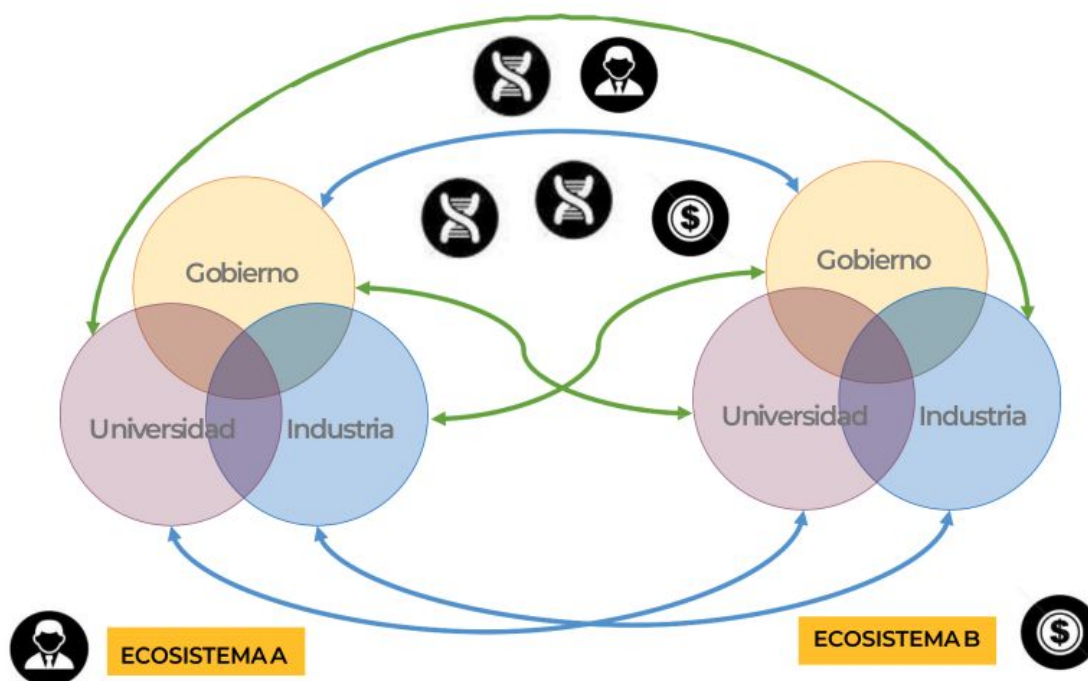 Gobierno
Gobierno
Universidad
Industria
Universidad
Industria
$
ECOSISTEMA A
ECOSISTEMA B
$